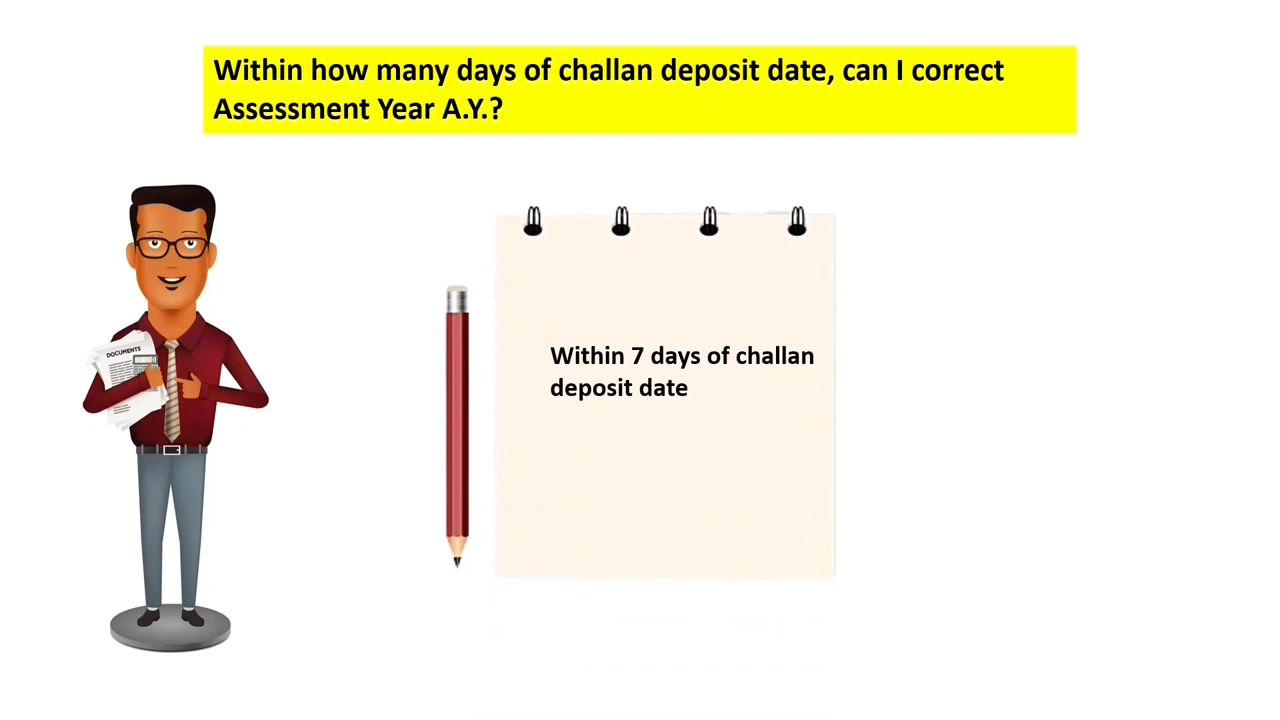 Within how many days of challan deposit date, can I correct
Assessment Year A.Y.?
DOCUMENTS
Within 7 days of challan
deposit date